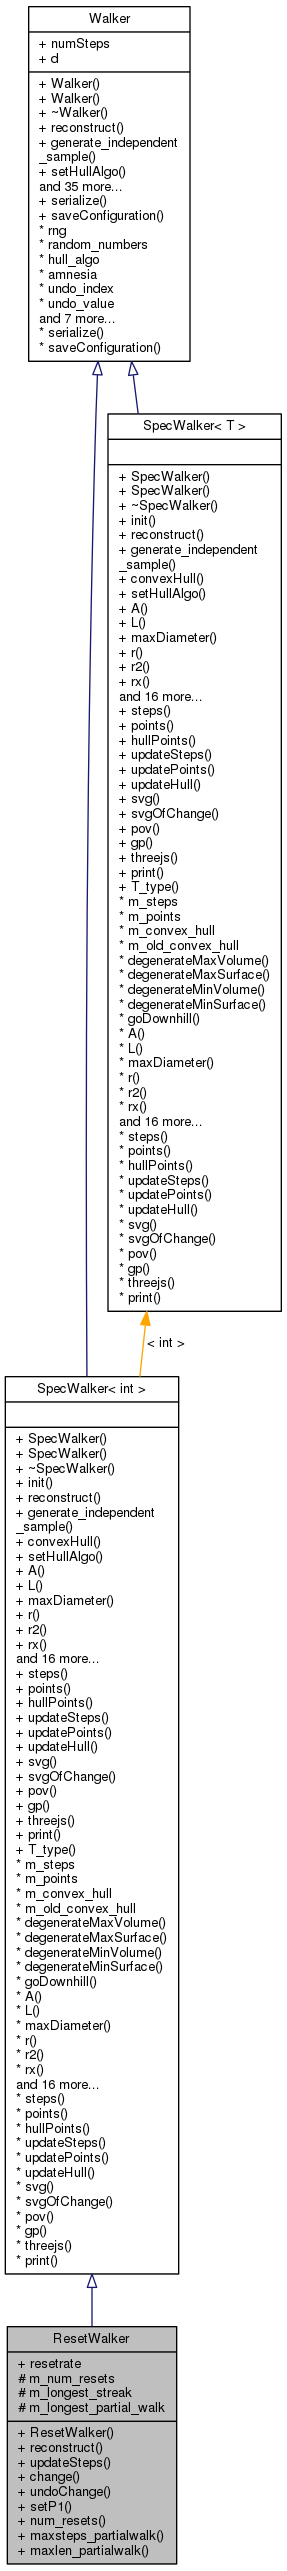 Walker
+ numSteps
+ d
+ Walker()
+ Walker()
+ ~Walker()
+ reconstruct()
+ generate_independent
_sample()
+ setHullAlgo()
and 35 more...
+ serialize()
+ saveConfiguration()
* rng
* random_numbers
* hull_algo
* amnesia
* undo_index
* undo_value
and 7 more...
* serialize()
* saveConfiguration()
SpecWalker< T >
+ SpecWalker()
+ SpecWalker()
+ ~SpecWalker()
+ init()
+ reconstruct()
+ generate_independent
_sample()
+ convexHull()
+ setHullAlgo()
+ A()
+ L()
+ maxDiameter()
+ r()
+ r2()
+ rx()
and 16 more...
+ steps()
+ points()
+ hullPoints()
+ updateSteps()
+ updatePoints()
+ updateHull()
+ svg()
+ svgOfChange()
+ pov()
+ gp()
+ threejs()
+ print()
+ T_type()
* m_steps
* m_points
* m_convex_hull
* m_old_convex_hull
* degenerateMaxVolume()
* degenerateMaxSurface()
* degenerateMinVolume()
* degenerateMinSurface()
* goDownhill()
* A()
* L()
* maxDiameter()
* r()
* r2()
* rx()
and 16 more...
* steps()
* points()
* hullPoints()
* updateSteps()
* updatePoints()
* updateHull()
* svg()
* svgOfChange()
* pov()
* gp()
* threejs()
* print()
< int >
SpecWalker< int >
+ SpecWalker()
+ SpecWalker()
+ ~SpecWalker()
+ init()
+ reconstruct()
+ generate_independent
_sample()
+ convexHull()
+ setHullAlgo()
+ A()
+ L()
+ maxDiameter()
+ r()
+ r2()
+ rx()
and 16 more...
+ steps()
+ points()
+ hullPoints()
+ updateSteps()
+ updatePoints()
+ updateHull()
+ svg()
+ svgOfChange()
+ pov()
+ gp()
+ threejs()
+ print()
+ T_type()
* m_steps
* m_points
* m_convex_hull
* m_old_convex_hull
* degenerateMaxVolume()
* degenerateMaxSurface()
* degenerateMinVolume()
* degenerateMinSurface()
* goDownhill()
* A()
* L()
* maxDiameter()
* r()
* r2()
* rx()
and 16 more...
* steps()
* points()
* hullPoints()
* updateSteps()
* updatePoints()
* updateHull()
* svg()
* svgOfChange()
* pov()
* gp()
* threejs()
* print()
ResetWalker
+ resetrate
# m_num_resets
# m_longest_streak
# m_longest_partial_walk
+ ResetWalker()
+ reconstruct()
+ updateSteps()
+ change()
+ undoChange()
+ setP1()
+ num_resets()
+ maxsteps_partialwalk()
+ maxlen_partialwalk()